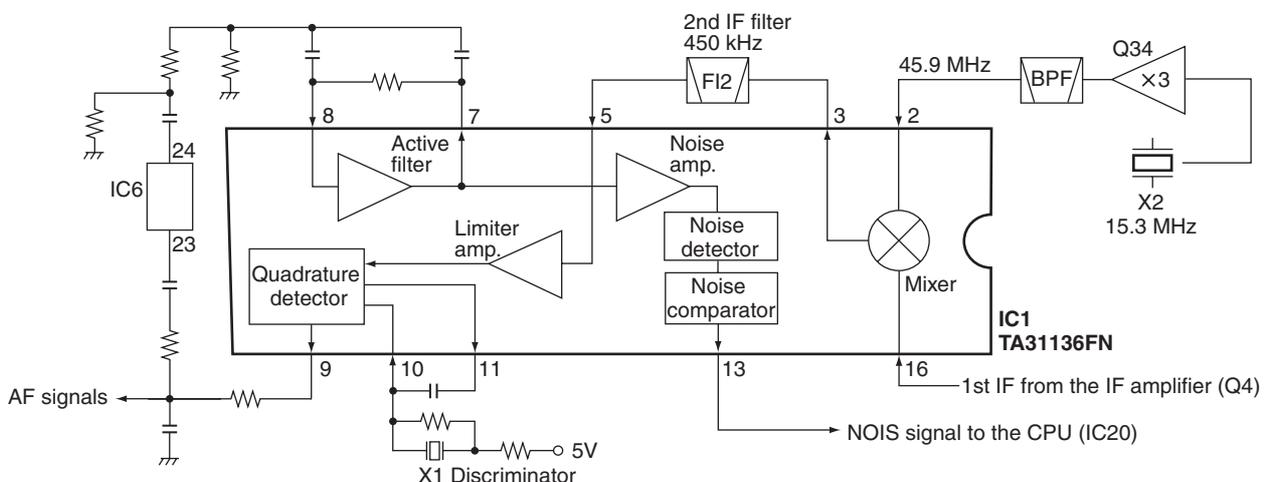 2nd IF filter
450 kHz
FI2
45.9 MHz
BPF
Q34
×3
X2
15.3 MHz
8
7
5
3
2
24
IC6
23
Active
filter
Noise
amp.
Limiter
amp.
Noise
detector
Noise
comparator
Quadrature
detector
Mixer
IC1
TA31136FN
9
10
11
13
16
AF signals
1st IF from the IF amplifier (Q4)
NOIS signal to the CPU (IC20)
5V
X1 Discriminator